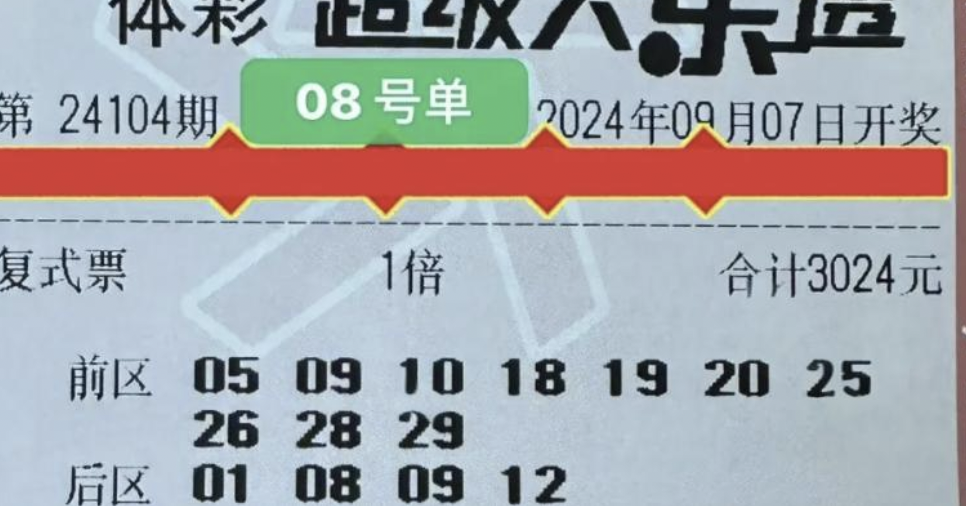 体彩 超级大乐透
第 24104期 08 号单 2024年09月07日开奖
复式票 1倍 合计3024元
前区 05 09 10 18 19 20 25
26 28 29
后区 01 08 09 12